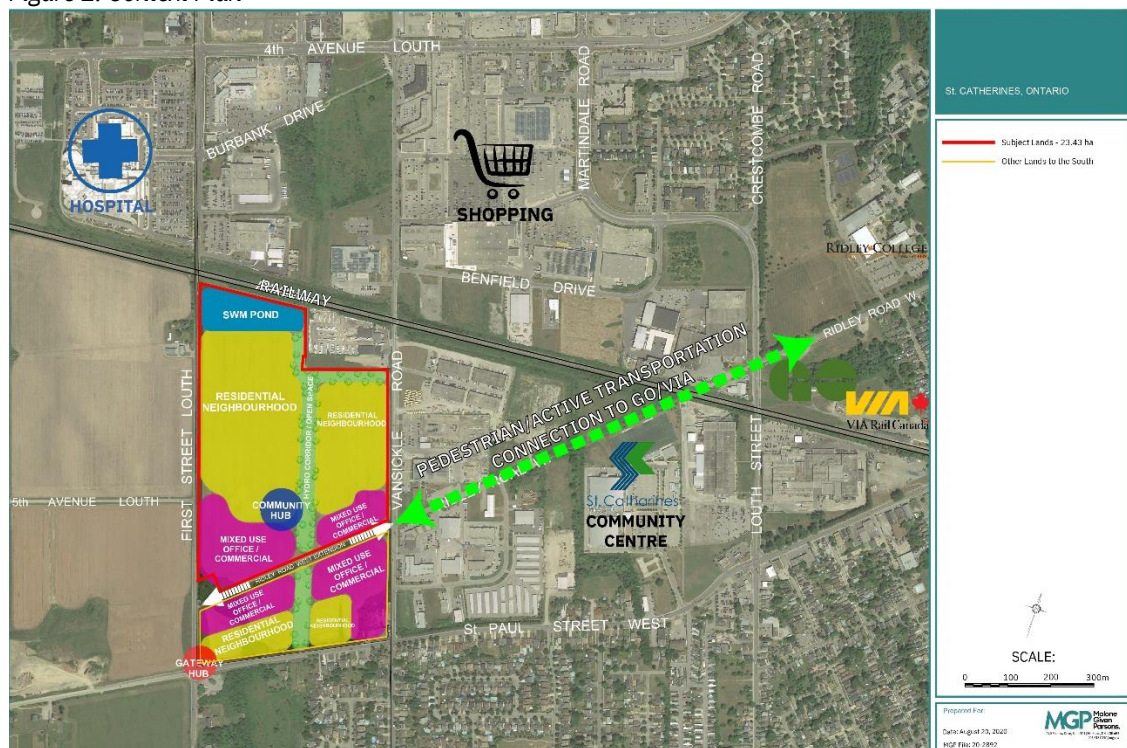 4th AVENUE LOUTH
BURBANK DRIVE
HOSPITAL
SHOPPING
MARTINDALE ROAD
CRESTCOMBE ROAD
RIDLEY COLLEGE
RIDLEY ROAD W.
BENFIELD DRIVE
RAILWAY
SWM POND
RESIDENTIAL
NEIGHBOURHOOD
HYDRO CORRIDOR / OPEN SPACE
RESIDENTIAL
NEIGHBOURHOOD
FIRST STREET LOUTH
VANSICKLE ROAD
PEDESTRIAN/ACTIVE TRANSPORTATION
CONNECTION TO GO/VIA
GO
VIA
VIA Rail Canada
LOUTH STREET
5th AVENUE LOUTH
COMMUNITY
HUB
MIXED USE
OFFICE /
COMMERCIAL
MIXED USE
OFFICE /
COMMERCIAL
RIDLEY ROAD WEST EXTENSION
MIXED USE
OFFICE /
COMMERCIAL
MIXED USE
OFFICE /
COMMERCIAL
St. Catharines
COMMUNITY
CENTRE
RESIDENTIAL
NEIGHBOURHOOD
RESIDENTIAL
NEIGHBOURHOOD
GATEWAY
HUB
St. PAUL STREET WEST
St. CATHERINES, ONTARIO
Subject Lands - 23.43 ha
Other Lands to the South
SCALE:
0 100 200 300m
Prepared For:
Date: August 20, 2020
MGP File: 20-2892
MGP Malone
Given
Parsons.